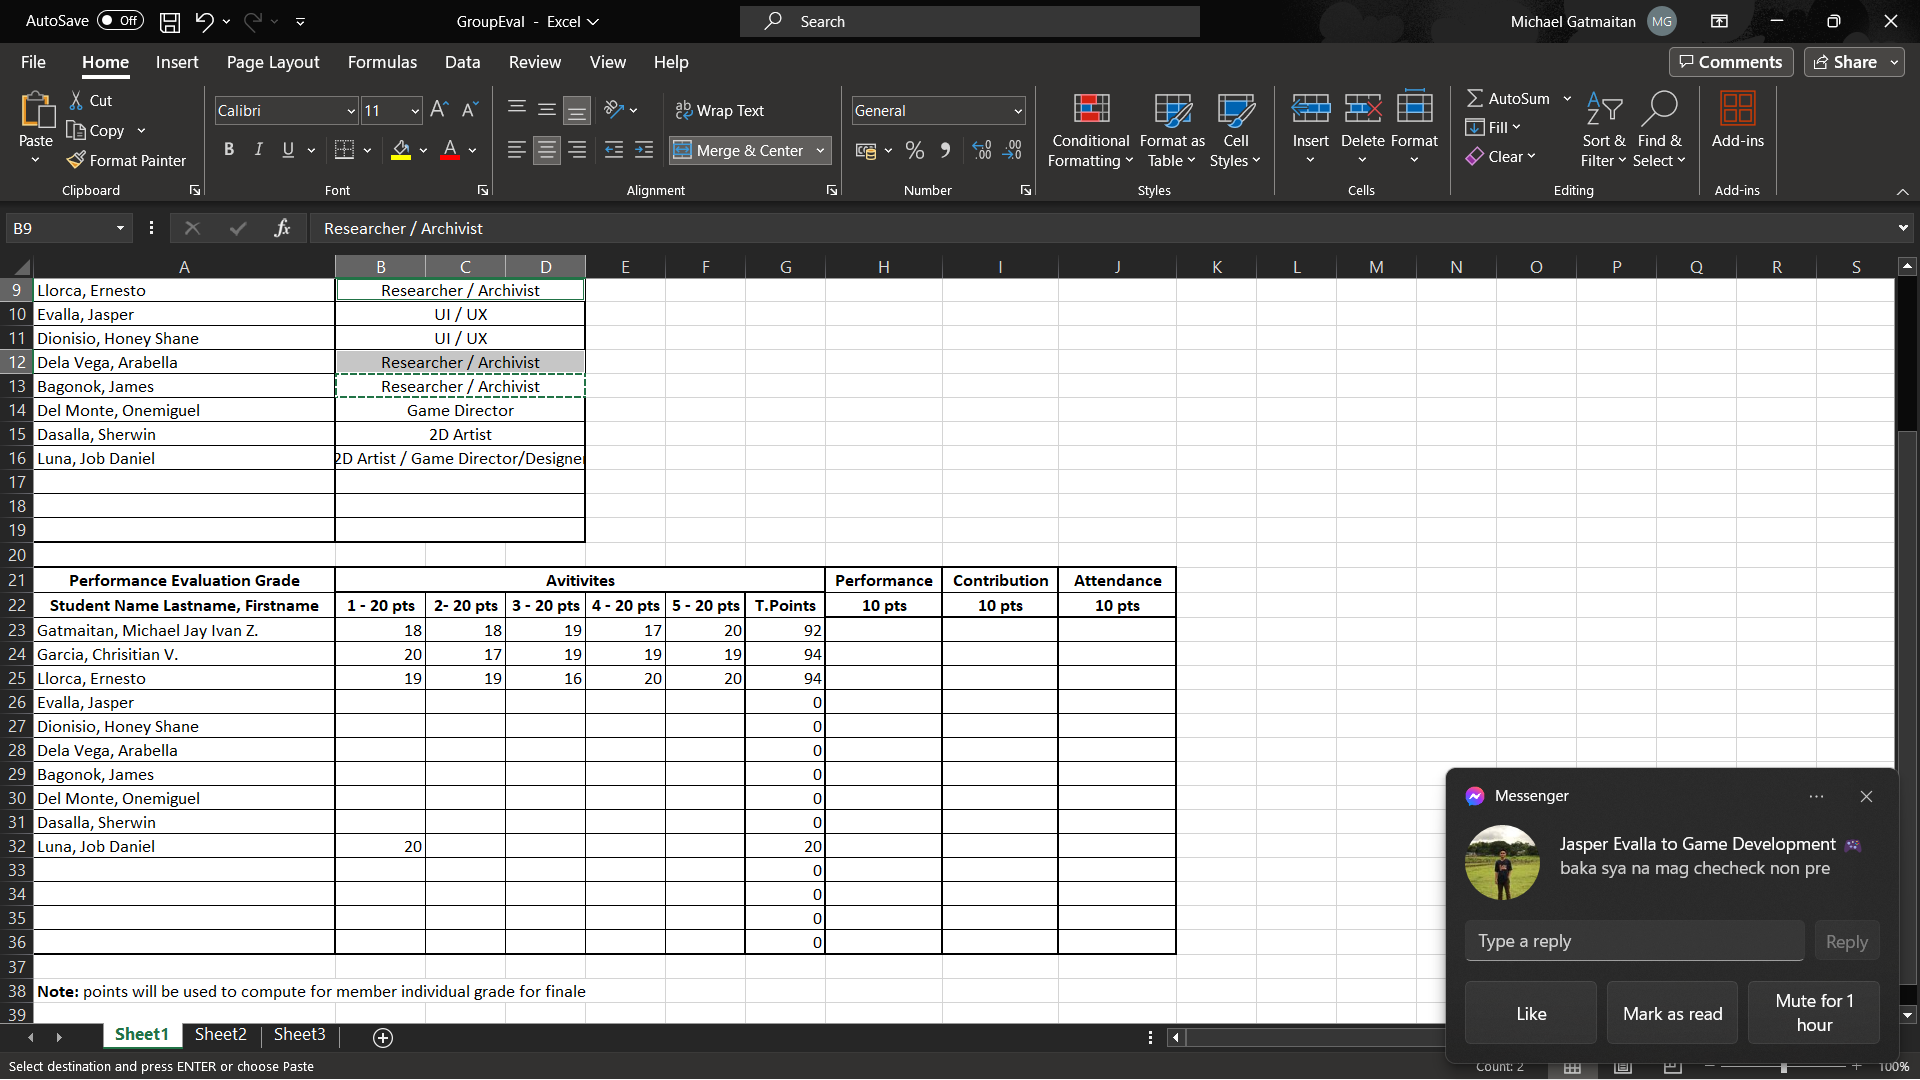 AutoSave Off GroupEval - Excel Search Michael Gatmaitan MG
File Home Insert Page Layout Formulas Data Review View Help Comments Share
Paste Cut Copy Format Painter Clipboard
Calibri 11 A A B I U A Font
Wrap Text Merge & Center Alignment
General % , .00 .00 Number
Conditional Formatting Format as Table Cell Styles Styles
Insert Delete Format Cells
AutoSum Fill Clear Sort & Filter Find & Select Editing
Add-ins Add-ins
B9 fx Researcher / Archivist
A B C D E F G H I J K L M N O P Q R S
9 Llorca, Ernesto Researcher / Archivist
10 Evalla, Jasper UI / UX
11 Dionisio, Honey Shane UI / UX
12 Dela Vega, Arabella Researcher / Archivist
13 Bagonok, James Researcher / Archivist
14 Del Monte, Onemiguel Game Director
15 Dasalla, Sherwin 2D Artist
16 Luna, Job Daniel 2D Artist / Game Director/Designer
17
18
19
20
21 Performance Evaluation Grade Avitivites Performance Contribution Attendance
22 Student Name Lastname, Firstname 1 - 20 pts 2- 20 pts 3 - 20 pts 4 - 20 pts 5 - 20 pts T.Points 10 pts 10 pts 10 pts
23 Gatmaitan, Michael Jay Ivan Z. 18 18 19 17 20 92
24 Garcia, Chrisitian V. 20 17 19 19 19 94
25 Llorca, Ernesto 19 19 16 20 20 94
26 Evalla, Jasper 0
27 Dionisio, Honey Shane 0
28 Dela Vega, Arabella 0
29 Bagonok, James 0
30 Del Monte, Onemiguel 0
31 Dasalla, Sherwin 0
32 Luna, Job Daniel 20 20
33 0
34 0
35 0
36 0
37
38 Note: points will be used to compute for member individual grade for finale
39
Messenger
Jasper Evalla to Game Development 🎮
baka sya na mag checheck non pre
Type a reply Reply
Like Mark as read Mute for 1 hour
Sheet1 Sheet2 Sheet3
Select destination and press ENTER or choose Paste Count: 2 100%